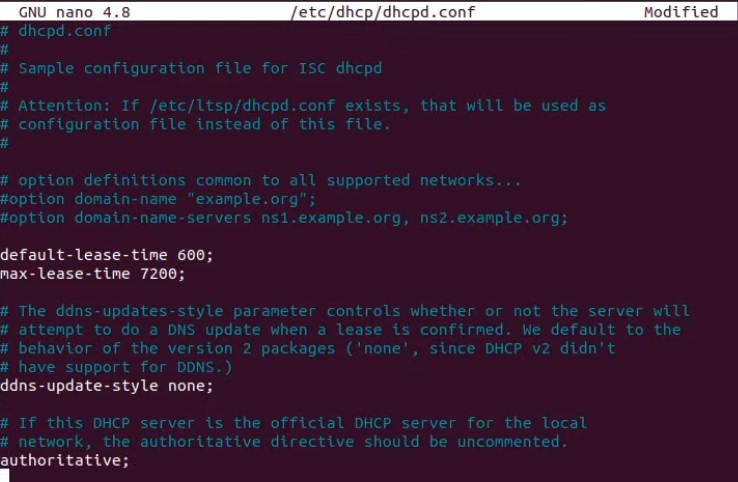 GNU nano 4.8 /etc/dhcp/dhcpd.conf Modified
# dhcpd.conf
#
# Sample configuration file for ISC dhcpd
#
# Attention: If /etc/ltsp/dhcpd.conf exists, that will be used as
# configuration file instead of this file.
#
# option definitions common to all supported networks...
#option domain-name "example.org";
#option domain-name-servers ns1.example.org, ns2.example.org;
default-lease-time 600;
max-lease-time 7200;
# The ddns-updates-style parameter controls whether or not the server will
# attempt to do a DNS update when a lease is confirmed. We default to the
# behavior of the version 2 packages ('none', since DHCP v2 didn't
# have support for DDNS.)
ddns-update-style none;
# If this DHCP server is the official DHCP server for the local
# network, the authoritative directive should be uncommented.
authoritative;